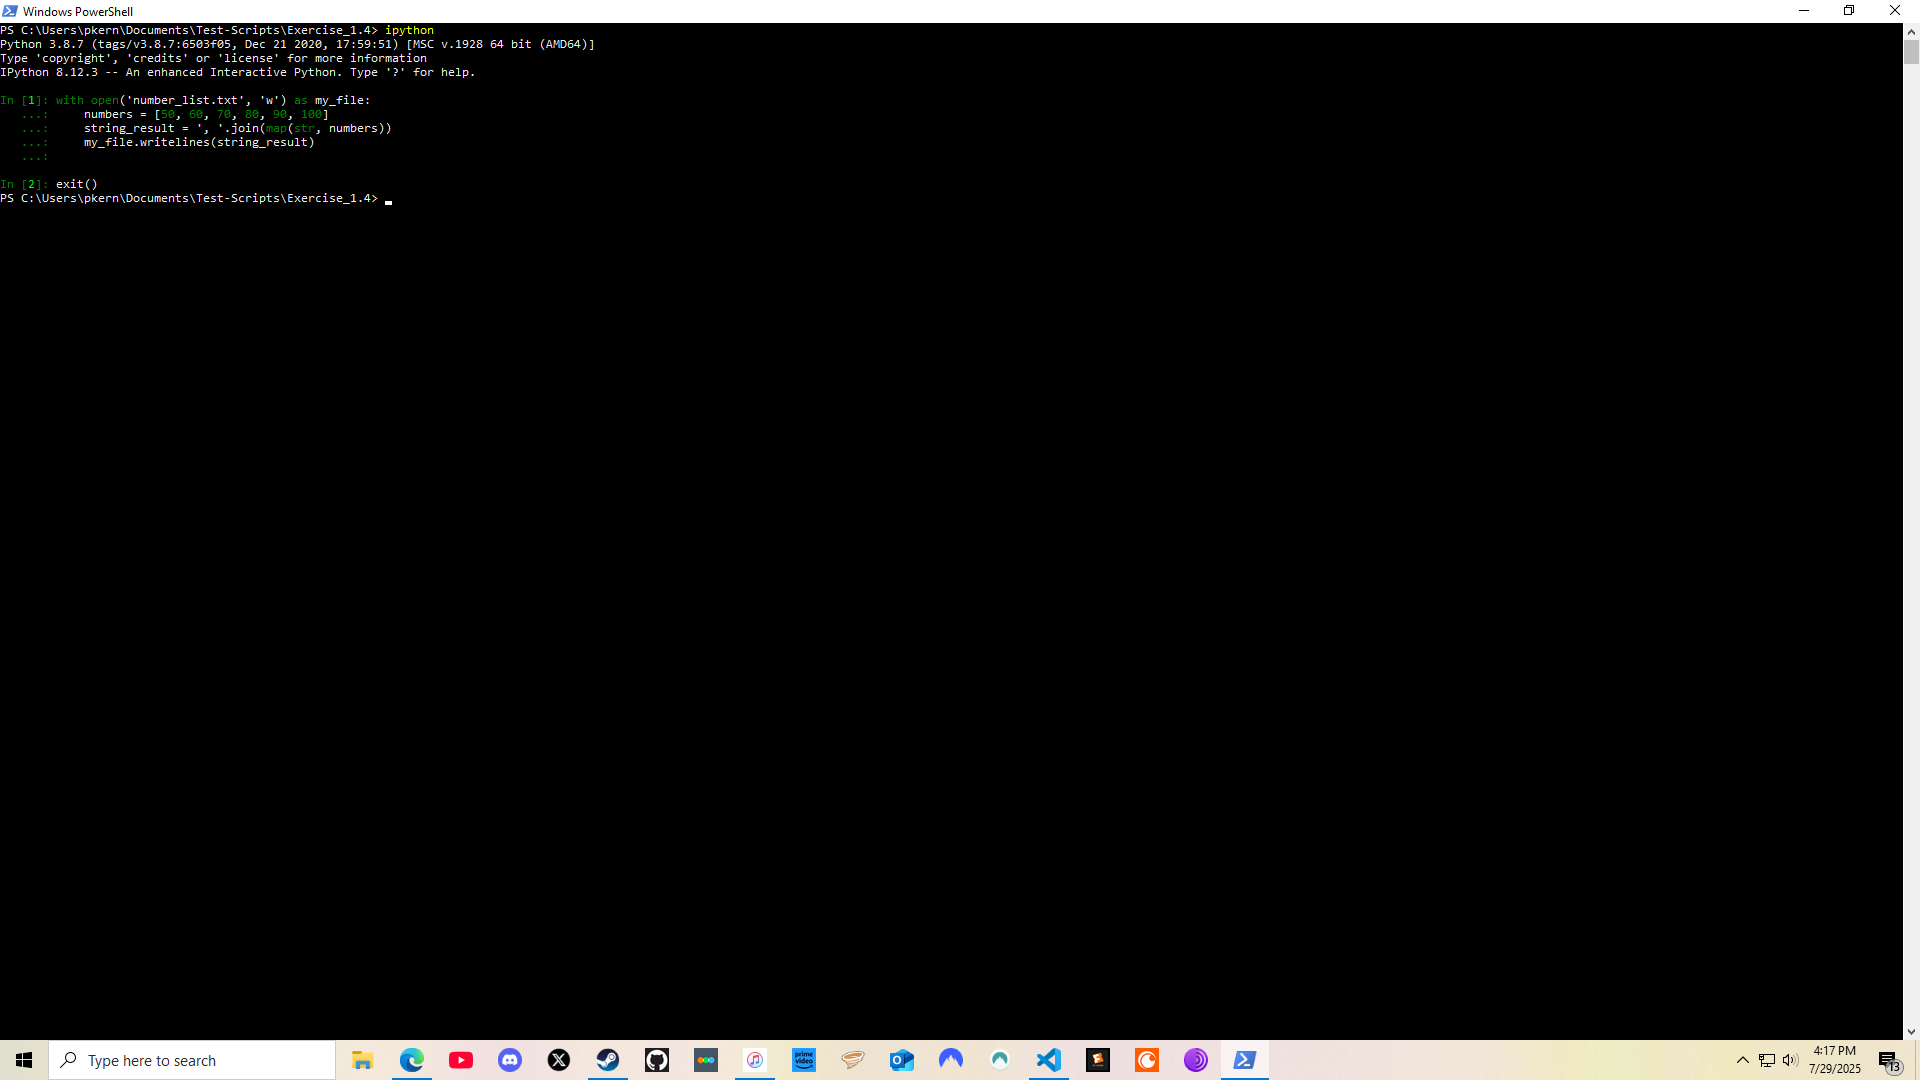 Windows PowerShell
PS C:\Users\pkern\Documents\Test-Scripts\Exercise_1.4> ipython
Python 3.8.7 (tags/v3.8.7:6503f05, Dec 21 2020, 17:59:51) [MSC v.1928 64 bit (AMD64)]
Type 'copyright', 'credits' or 'license' for more information
IPython 8.12.3 -- An enhanced Interactive Python. Type '?' for help.
In [1]: with open('number_list.txt', 'w') as my_file:
   ...:     numbers = [50, 60, 70, 80, 90, 100]
   ...:     string_result = ', '.join(map(str, numbers))
   ...:     my_file.writelines(string_result)
   ...:
In [2]: exit()
PS C:\Users\pkern\Documents\Test-Scripts\Exercise_1.4>
Type here to search
prime video
4:17 PM
7/29/2025
13